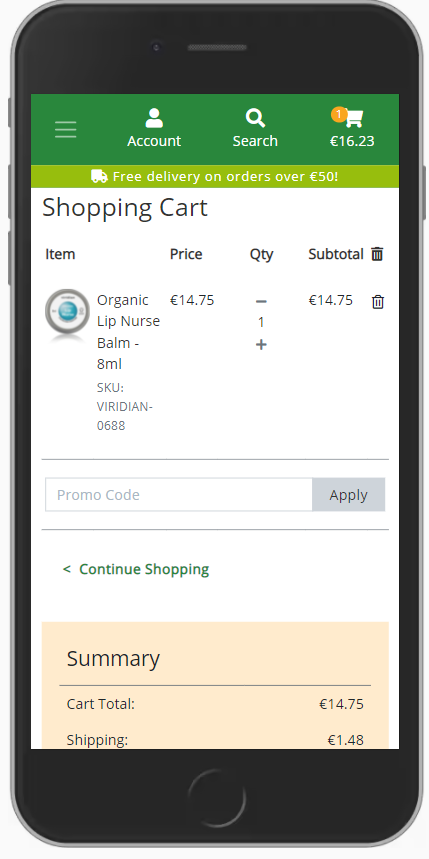 Account
Search
1
€16.23
Free delivery on orders over €50!
Shopping Cart
Item Price Qty Subtotal
Organic €14.75 − €14.75
Lip Nurse 1
Balm - +
8ml
SKU:
VIRIDIAN-
0688
Promo Code Apply
< Continue Shopping
Summary
Cart Total: €14.75
Shipping: €1.48